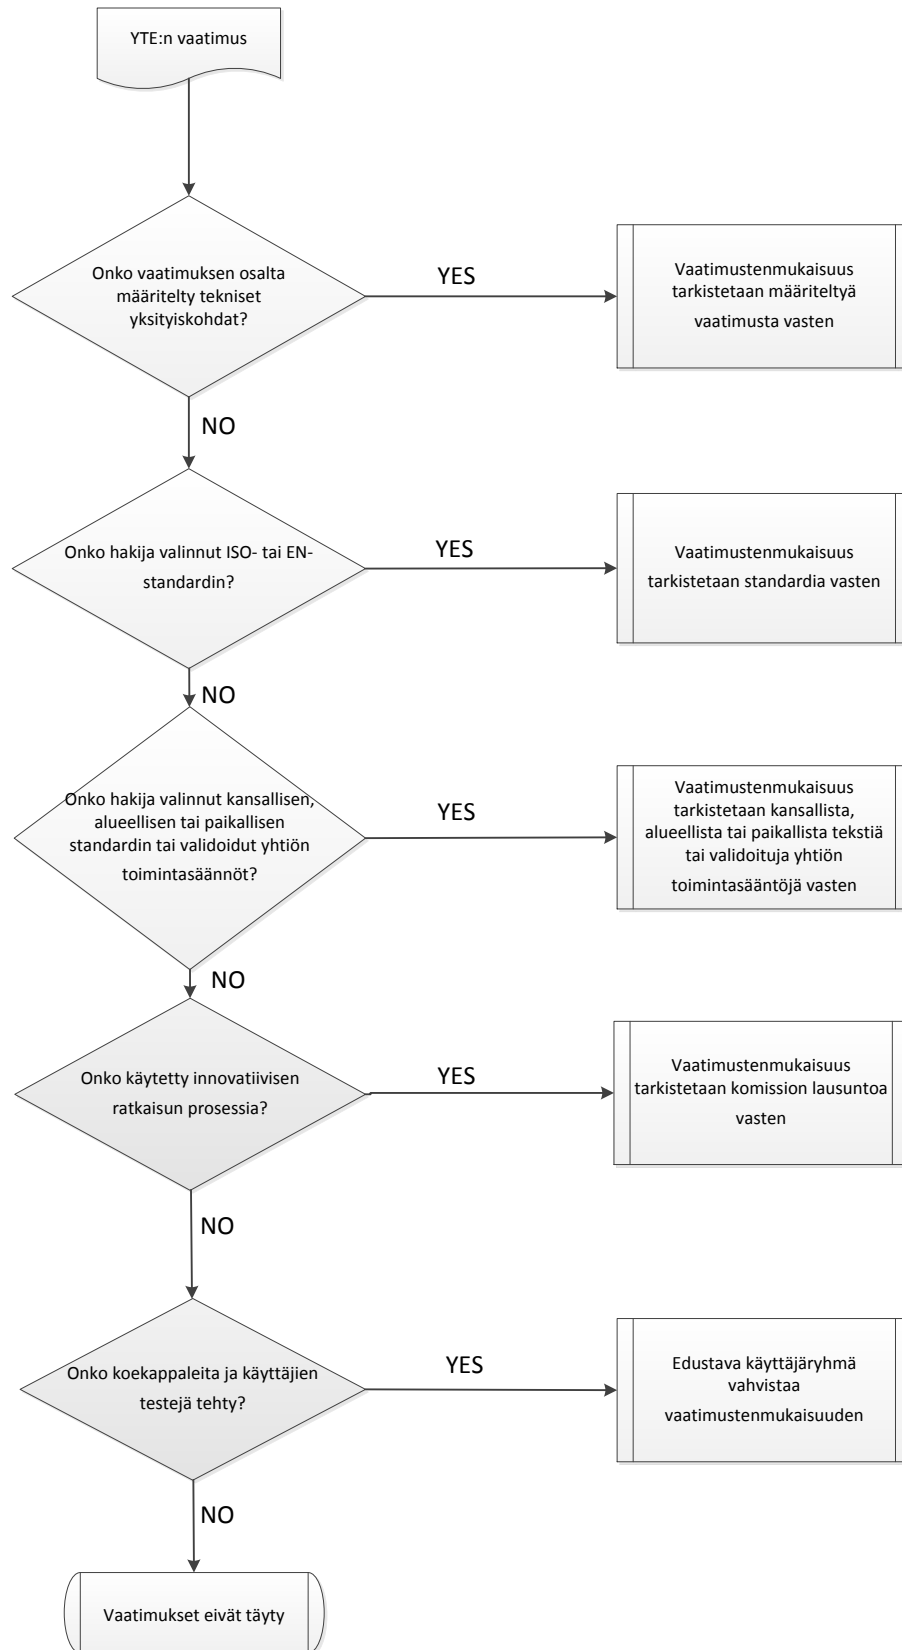 YTE:n vaatimus
Onko vaatimuksen osalta
määritelty tekniset
yksityiskohdat?
YES
Vaatimustenmukaisuus
tarkistetaan määriteltyä
vaatimusta vasten
NO
Onko hakija valinnut ISO- tai EN-
standardin?
YES
Vaatimustenmukaisuus
tarkistetaan standardia vasten
NO
Onko hakija valinnut kansallisen,
alueellisen tai paikallisen
standardin tai validoidut yhtiön
toimintasäännöt?
YES
Vaatimustenmukaisuus
tarkistetaan kansallista,
alueellista tai paikallista tekstiä
tai validoituja yhtiön
toimintasääntöjä vasten
NO
Onko käytetty innovatiivisen
ratkaisun prosessia?
YES
Vaatimustenmukaisuus
tarkistetaan komission lausuntoa
vasten
NO
Onko koekappaleita ja käyttäjien
testejä tehty?
YES
Edustava käyttäjäryhmä
vahvistaa
vaatimustenmukaisuuden
NO
Vaatimukset eivät täyty